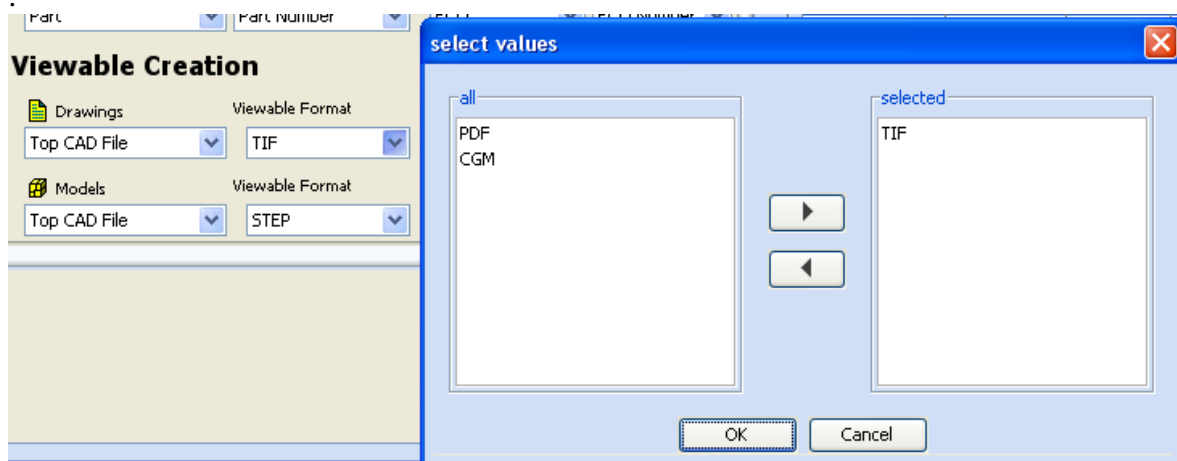 Part Part Number
select values
Viewable Creation
all selected
Drawings Viewable Format
PDF TIF
Top CAD File TIF
CGM
Models Viewable Format
Top CAD File STEP
OK Cancel